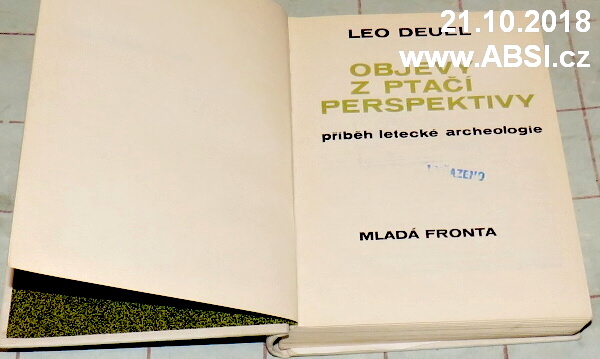 21.10.2018
www.ABSI.cz
LEO DEUEL
OBJEVY
Z PTAČÍ
PERSPEKTIVY
příběh letecké archeologie
MLADÁ FRONTA